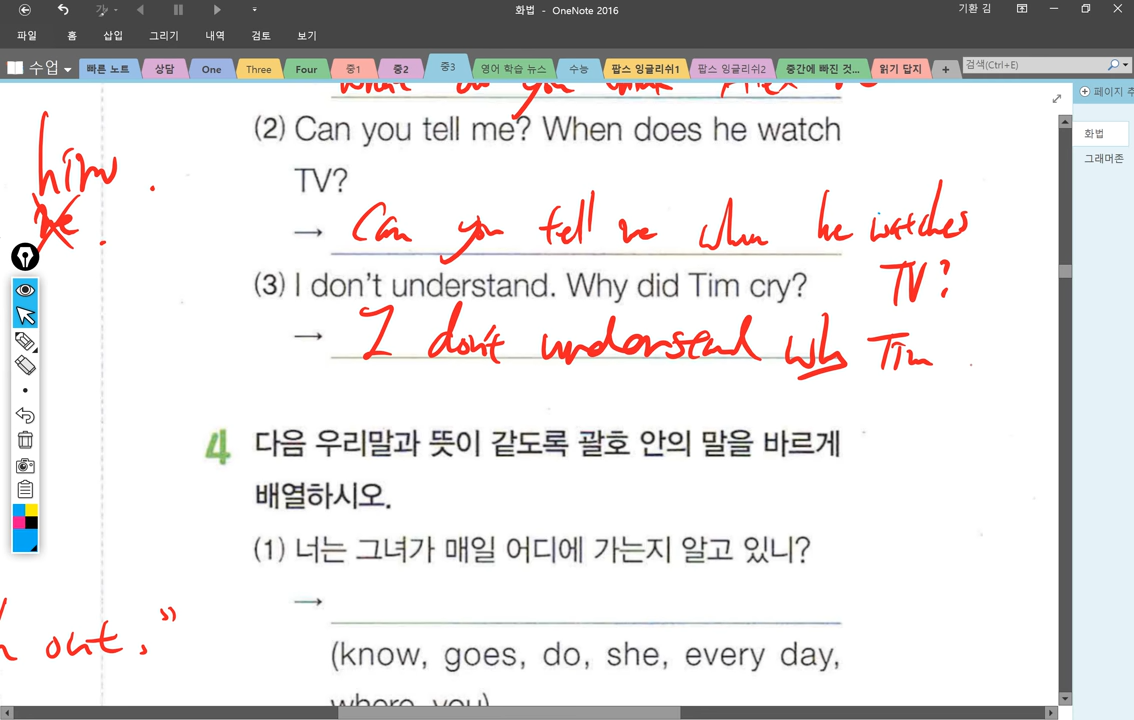 화법 - OneNote 2016
기환 김
파일 홈 삽입 그리기 내역 검토 보기
수업 빠른 노트 상담 One Three Four 중1 중2 중3 영어 학습 뉴스 수능 팝스 잉글리쉬1 팝스 잉글리쉬2 중간에 빠진 것... 읽기 답지 + 검색(Ctrl+E)
페이지 추
화법
그래머존
him .
(2) Can you tell me? When does he watch
TV?
→ Can you tell me when he watches
TV?
(3) I don't understand. Why did Tim cry?
→ I don't understand why Tim
4 다음 우리말과 뜻이 같도록 괄호 안의 말을 바르게
배열하시오.
(1) 너는 그녀가 매일 어디에 가는지 알고 있니?
→
out."
(know, goes, do, she, every day,
where, you)